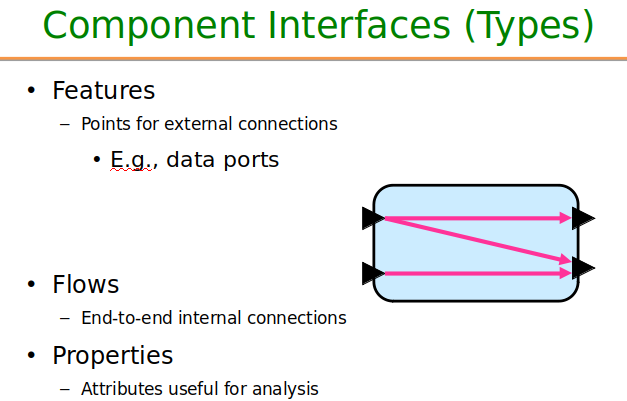 Component Interfaces (Types)
• Features
– Points for external connections
• E.g., data ports
• Flows
– End-to-end internal connections
• Properties
– Attributes useful for analysis